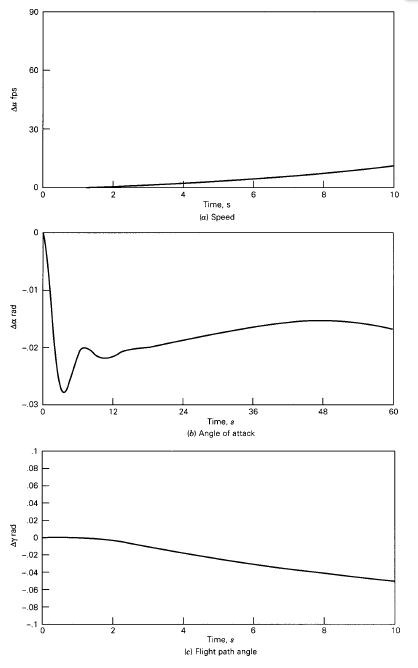 90
60
30
0
Δu fps
0 2 4 6 8 10
Time, s
(a) Speed
0
-.01
-.02
-.03
Δα rad
0 12 24 36 48 60
Time, s
(b) Angle of attack
.1
.08
.06
.04
.02
0
-.02
-.04
-.06
-.08
-.1
Δγ rad
0 2 4 6 8 10
Time, s
(c) Flight path angle